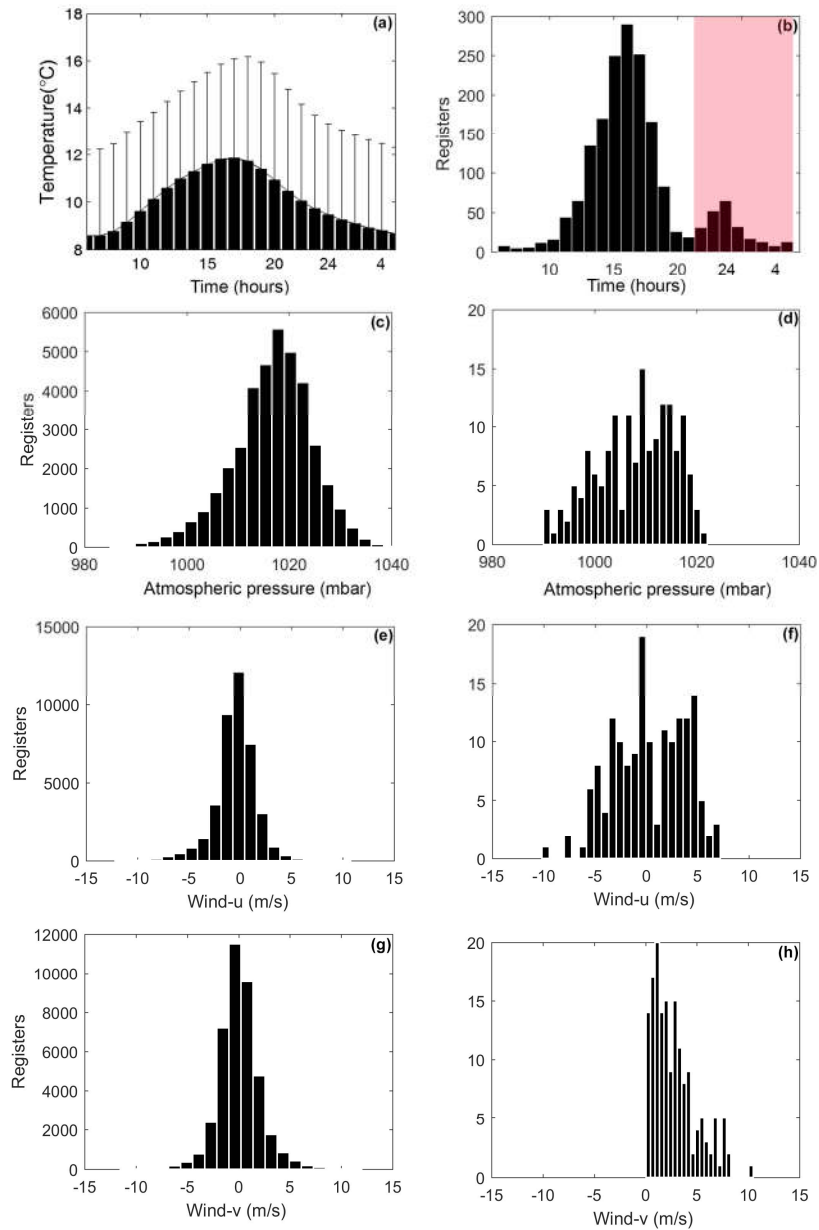 (a)
18
16
14
12
10
8
Temperature(°C)
10 15 20 24 4
Time (hours)
(b)
300
250
200
150
100
50
0
Registers
10 15 20 24 4
Time (hours)
(c)
6000
5000
4000
3000
2000
1000
0
Registers
980 1000 1020 1040
Atmospheric pressure (mbar)
(d)
20
15
10
5
0
980 1000 1020 1040
Atmospheric pressure (mbar)
(e)
15000
10000
5000
0
Registers
-15 -10 -5 0 5 10 15
Wind-u (m/s)
(f)
20
15
10
5
0
-15 -10 -5 0 5 10 15
Wind-u (m/s)
(g)
12000
10000
8000
6000
4000
2000
0
Registers
-15 -10 -5 0 5 10 15
Wind-v (m/s)
(h)
20
15
10
5
0
-15 -10 -5 0 5 10 15
Wind-v (m/s)